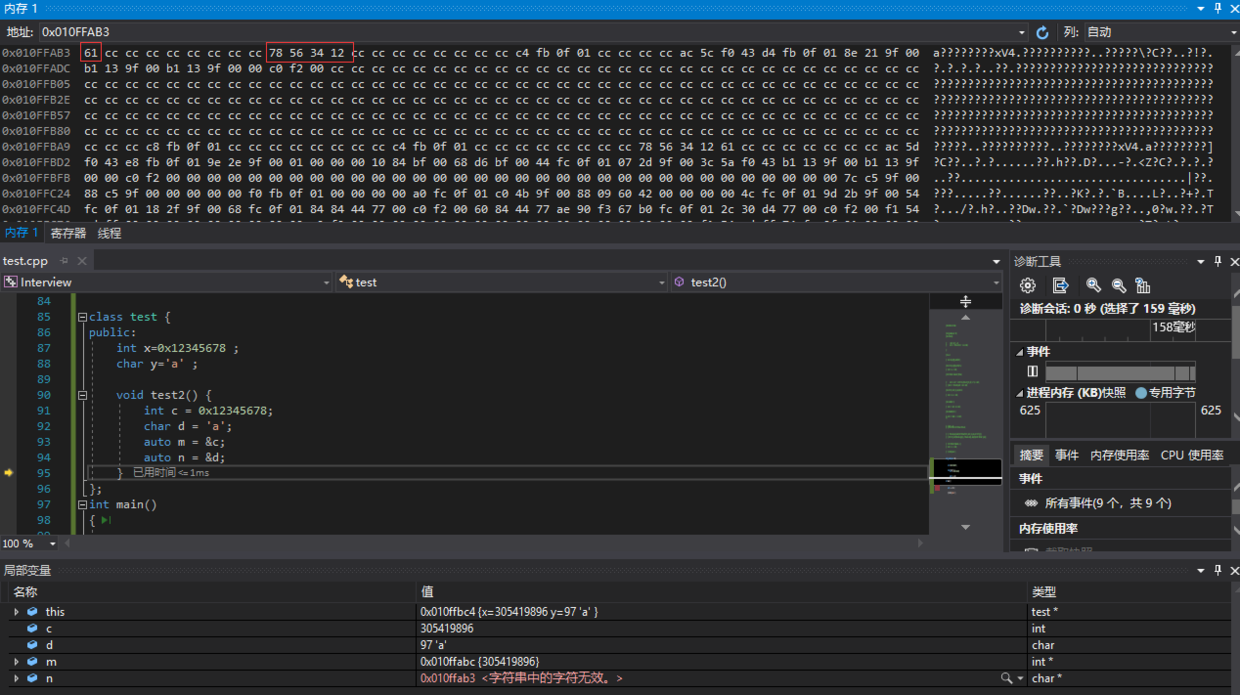 内存 1
地址: 0x010FFAB3 列: 自动
0x010FFAB3 61 cc cc cc cc cc cc cc cc 78 56 34 12 cc cc cc cc cc cc cc cc c4 fb 0f 01 cc cc cc cc ac 5c f0 43 d4 fb 0f 01 8e 21 9f 00 a????????xV4.????????..????\?C??..?!?.
0x010FFADC b1 13 9f 00 b1 13 9f 00 00 c0 f2 00 cc cc cc cc cc cc cc cc cc cc cc cc cc cc cc cc cc cc cc cc cc cc cc cc cc cc cc cc cc
0x010FFB05 cc cc cc cc cc cc cc cc cc cc cc cc cc cc cc cc cc cc cc cc cc cc cc cc cc cc cc cc cc cc cc cc cc cc cc cc cc cc cc cc cc
0x010FFB2E cc cc cc cc cc cc cc cc cc cc cc cc cc cc cc cc cc cc cc cc cc cc cc cc cc cc cc cc cc cc cc cc cc cc cc cc cc cc cc cc cc
0x010FFB57 cc cc cc cc cc cc cc cc cc cc cc cc cc cc cc cc cc cc cc cc cc cc cc cc cc cc cc cc cc cc cc cc cc cc cc cc cc cc cc cc cc
0x010FFB80 cc cc cc cc cc cc cc cc cc cc cc cc cc cc cc cc cc cc cc cc cc cc cc cc cc cc cc cc cc cc cc cc cc cc cc cc cc cc cc cc cc
0x010FFBA9 cc cc cc c8 fb 0f 01 cc cc cc cc cc cc cc cc c4 fb 0f 01 cc cc cc cc cc cc cc cc 78 56 34 12 61 cc cc cc cc cc cc cc ac 5d
0x010FFBD2 f0 43 e8 fb 0f 01 9e 2e 9f 00 01 00 00 00 10 84 bf 00 68 d6 bf 00 44 fc 0f 01 07 2d 9f 00 3c 5a f0 43 b1 13 9f 00 b1 13 9f
0x010FFBFB 00 00 c0 f2 00 00 00 00 00 00 00 00 00 00 00 00 00 00 00 00 00 00 00 00 00 00 00 00 00 00 00 00 00 00 00 00 00 7c c5 9f 00
0x010FFC24 88 c5 9f 00 00 00 00 00 f0 fb 0f 01 00 00 00 00 a0 fc 0f 01 c0 4b 9f 00 88 09 60 42 00 00 00 00 4c fc 0f 01 9d 2b 9f 00 54
0x010FFC4D fc 0f 01 18 2f 9f 00 68 fc 0f 01 84 84 44 77 00 c0 f2 00 60 84 44 77 ae 90 f3 67 b0 fc 0f 01 2c 30 d4 77 00 c0 f2 00 f1 54
内存 1 寄存器 线程
test.cpp
Interview test test2()
84
85 class test {
86 public:
87 int x=0x12345678 ;
88 char y='a' ;
89
90 void test2() {
91 int c = 0x12345678;
92 char d = 'a';
93 auto m = &c;
94 auto n = &d;
95 } 已用时间<=1ms
96 };
97 int main()
98 {
100 %
诊断工具
诊断会话: 0 秒 (选择了 159 毫秒)
158毫秒
事件
进程内存 (KB) 快照 专用字节
625 625
摘要 事件 内存使用率 CPU 使用率
事件
所有事件(9 个，共 9 个)
内存使用率
局部变量
名称 值 类型
this 0x010ffbc4 {x=305419896 y=97 'a' } test *
c 305419896 int
d 97 'a' char
m 0x010ffabc {305419896} int *
n 0x010ffab3 <字符串中的字符无效。> char *